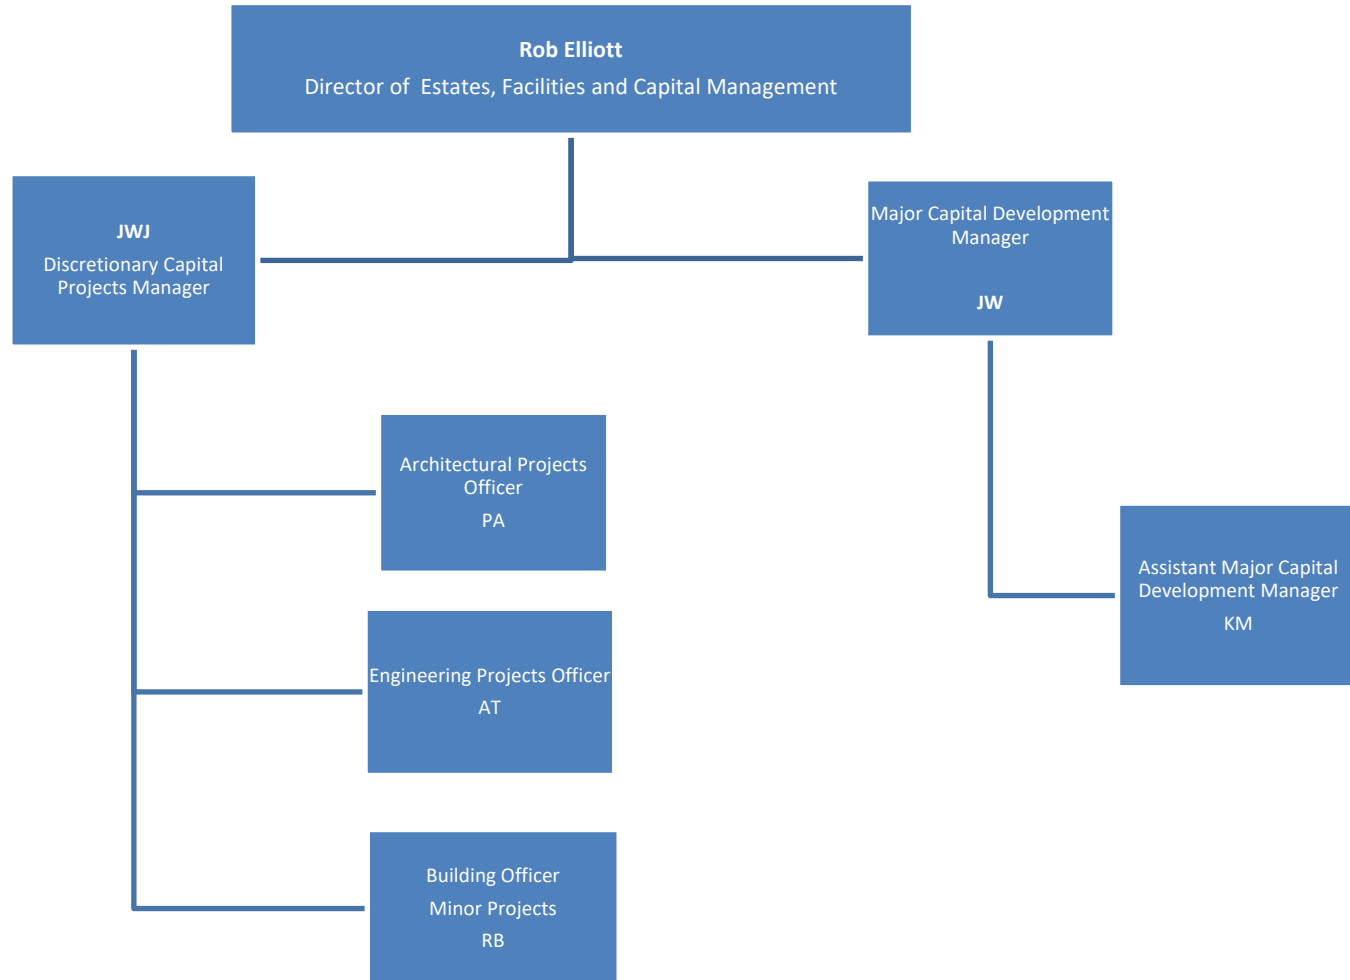 Rob Elliott
Director of Estates, Facilities and Capital Management
JWJ
Discretionary Capital
Projects Manager
Major Capital Development
Manager
JW
Architectural Projects
Officer
PA
Assistant Major Capital
Development Manager
KM
Engineering Projects Officer
AT
Building Officer
Minor Projects
RB